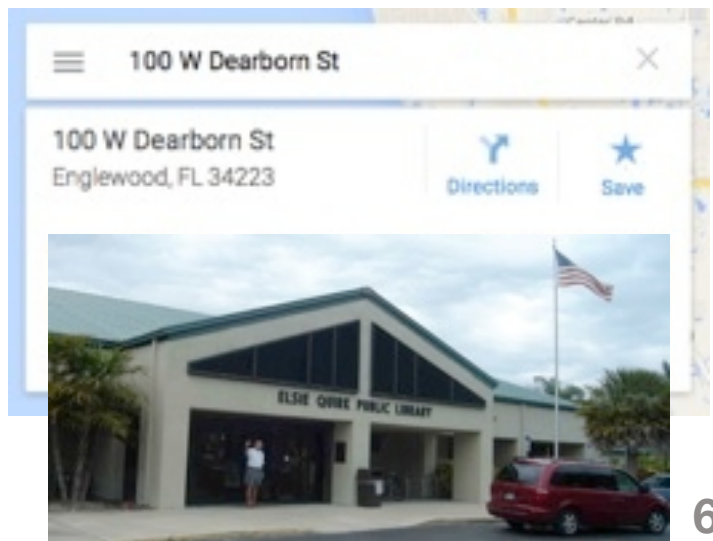 100 W Dearborn St
100 W Dearborn St
Englewood, FL 34223
Directions
Save
ELSIE QUIRK PUBLIC LIBRARY
6